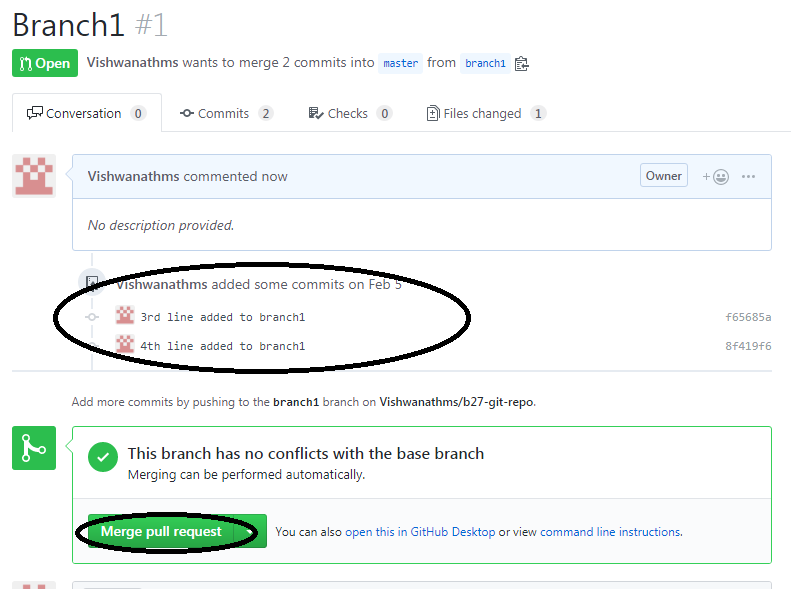 Branch1 #1
Open Vishwanathms wants to merge 2 commits into master from branch1
Conversation 0 Commits 2 Checks 0 Files changed 1
Vishwanathms commented now Owner + ...
No description provided.
Vishwanathms added some commits on Feb 5
3rd line added to branch1 f65685a
4th line added to branch1 8f419f6
Add more commits by pushing to the branch1 branch on Vishwanathms/b27-git-repo.
This branch has no conflicts with the base branch
Merging can be performed automatically.
Merge pull request You can also open this in GitHub Desktop or view command line instructions.